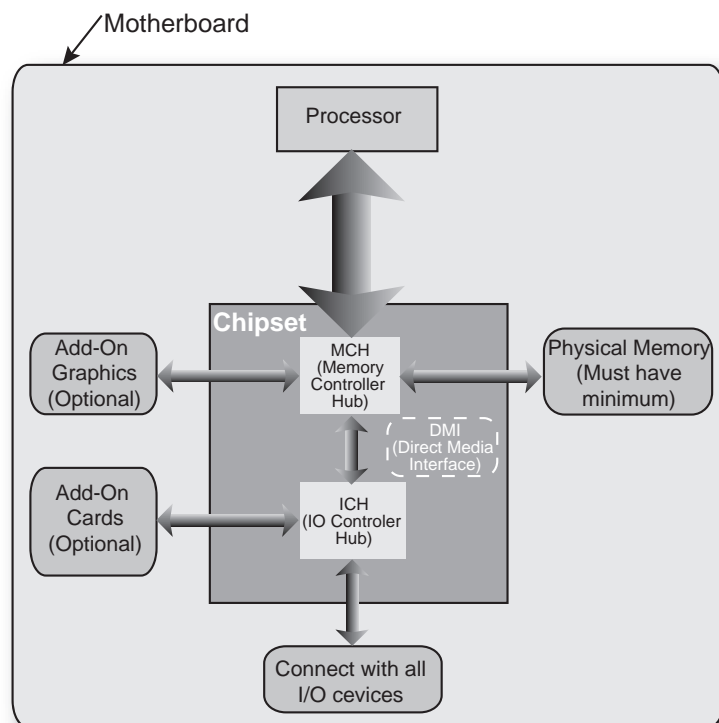 Motherboard
Processor
Chipset
MCH
(Memory
Controller
Hub)
Add-On
Graphics
(Optional)
Physical Memory
(Must have
minimum)
DMI
(Direct Media
Interface)
ICH
(IO Controler
Hub)
Add-On
Cards
(Optional)
Connect with all
I/O cevices